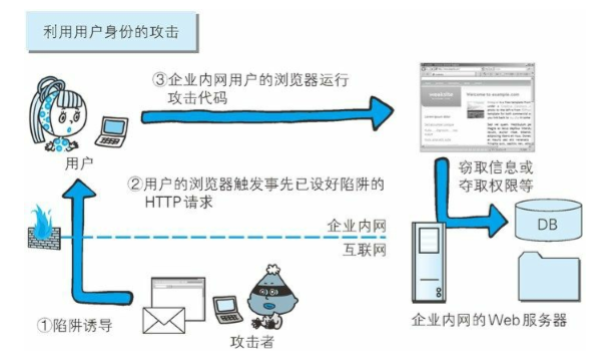 利用用户身份的攻击
③企业内网用户的浏览器运行
攻击代码
用户
②用户的浏览器触发事先已设好陷阱的
HTTP请求
窃取信息或
夺取权限等
DB
企业内网
互联网
①陷阱诱导
攻击者
企业内网的Web服务器